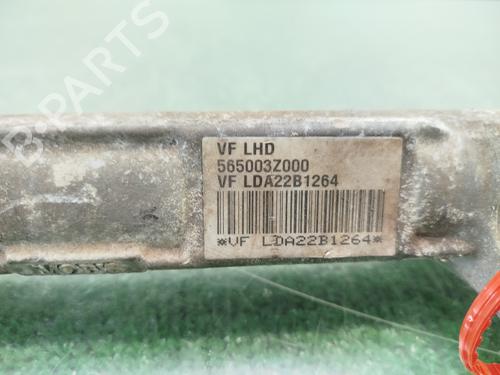 VF LHD
565003Z000
VF LDA22B1264
*VF LDA22B1264*
B-PARTS